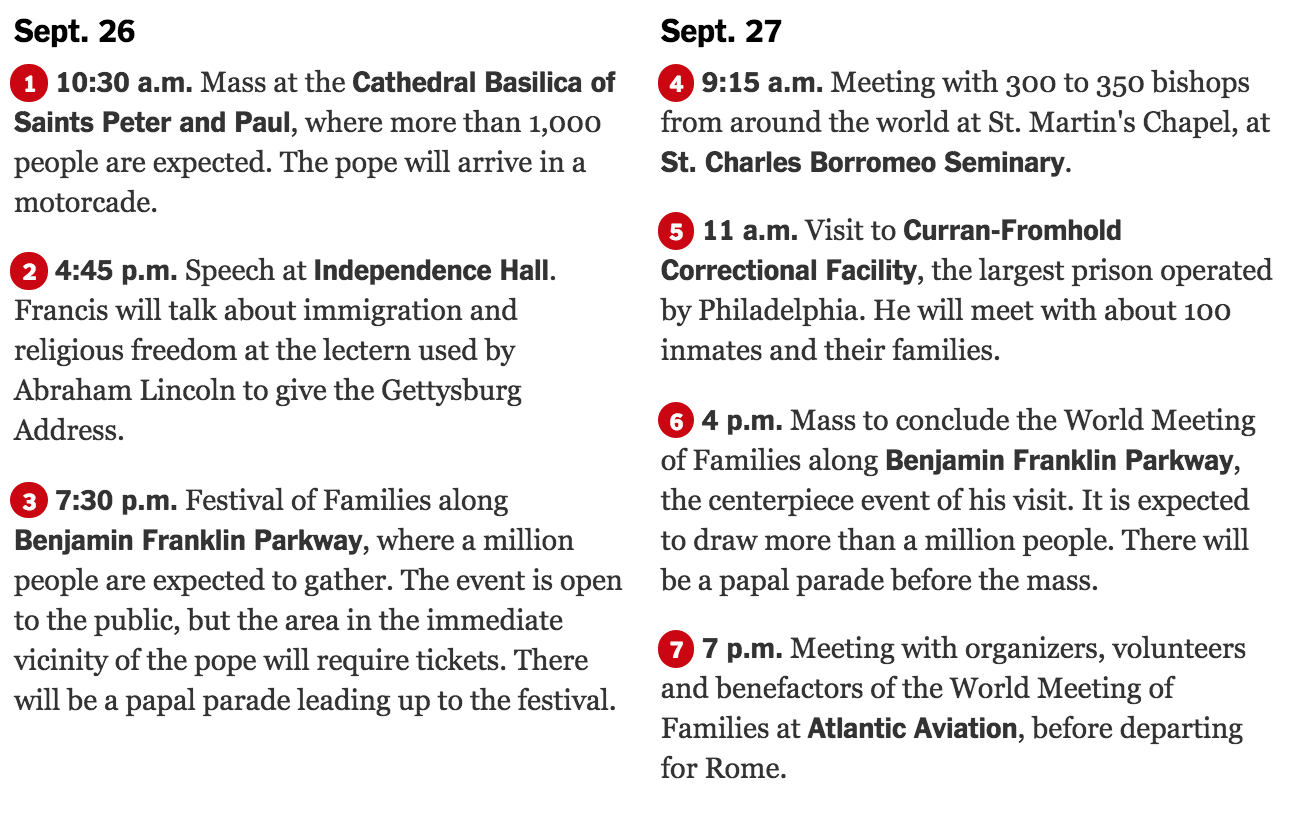 Sept. 26
1 10:30 a.m. Mass at the Cathedral Basilica of
Saints Peter and Paul, where more than 1,000
people are expected. The pope will arrive in a
motorcade.
2 4:45 p.m. Speech at Independence Hall.
Francis will talk about immigration and
religious freedom at the lectern used by
Abraham Lincoln to give the Gettysburg
Address.
3 7:30 p.m. Festival of Families along
Benjamin Franklin Parkway, where a million
people are expected to gather. The event is open
to the public, but the area in the immediate
vicinity of the pope will require tickets. There
will be a papal parade leading up to the festival.
Sept. 27
4 9:15 a.m. Meeting with 300 to 350 bishops
from around the world at St. Martin's Chapel, at
St. Charles Borromeo Seminary.
5 11 a.m. Visit to Curran-Fromhold
Correctional Facility, the largest prison operated
by Philadelphia. He will meet with about 100
inmates and their families.
6 4 p.m. Mass to conclude the World Meeting
of Families along Benjamin Franklin Parkway,
the centerpiece event of his visit. It is expected
to draw more than a million people. There will
be a papal parade before the mass.
7 7 p.m. Meeting with organizers, volunteers
and benefactors of the World Meeting of
Families at Atlantic Aviation, before departing
for Rome.